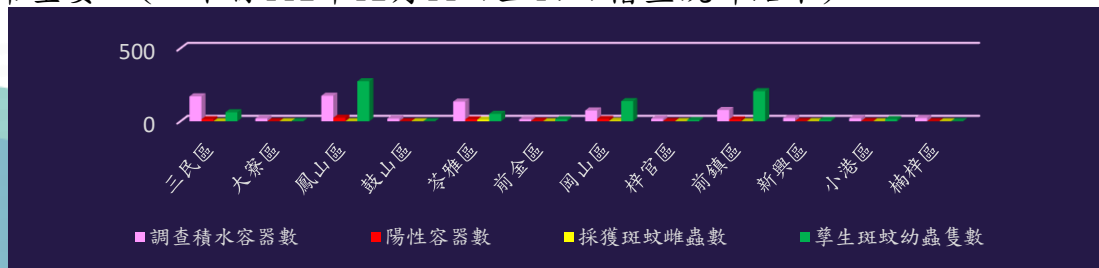 500
0
三民區 大寮區 鳳山區 鼓山區 苓雅區 前金區 岡山區 梓官區 前鎮區 新興區 小港區 楠梓區
調查積水容器數 陽性容器數 採獲斑蚊雌蟲數 孳生斑蚊幼蟲隻數